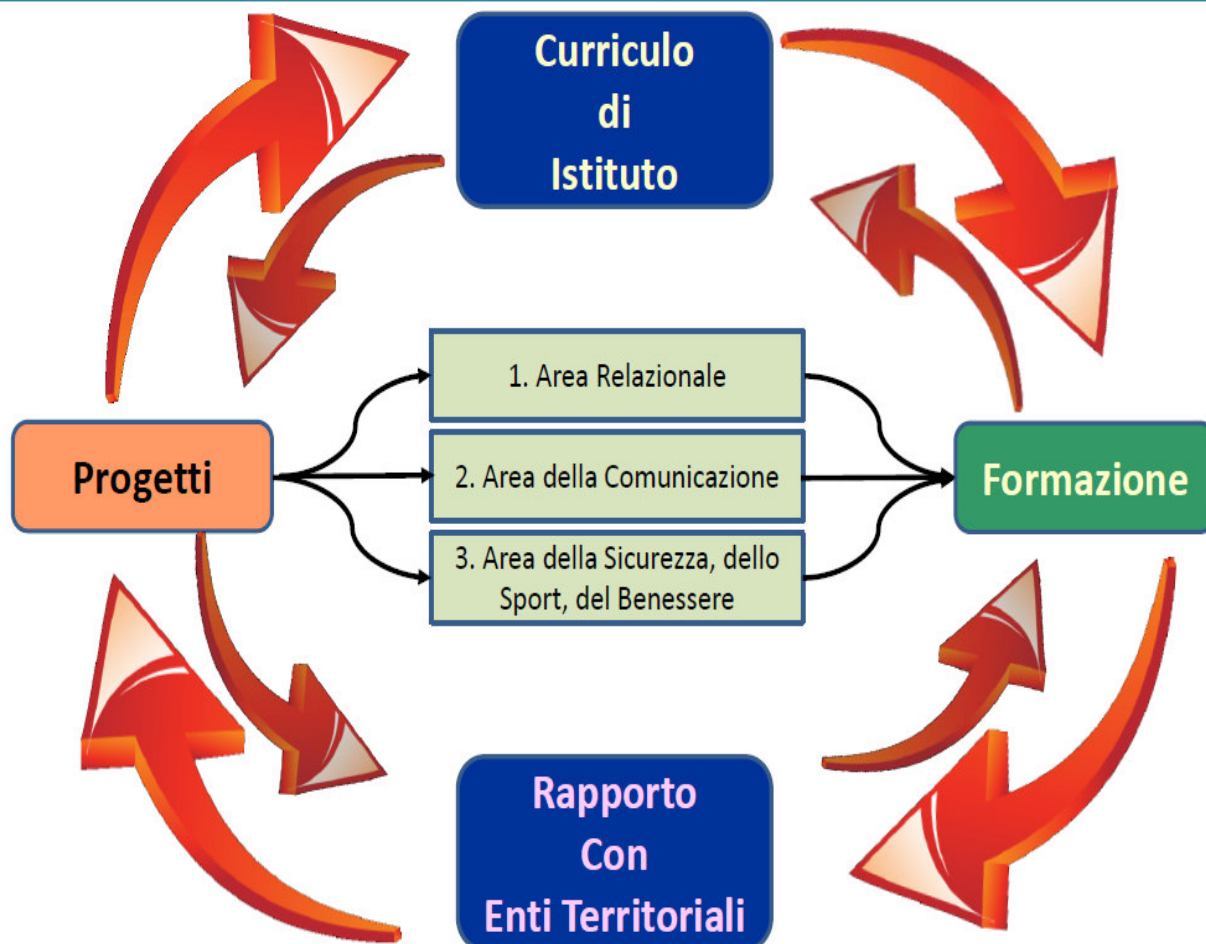 Curriculo
di
Istituto
1. Area Relazionale
Progetti
2. Area della Comunicazione
Formazione
3. Area della Sicurezza, dello
Sport, del Benessere
Rapporto
Con
Enti Territoriali